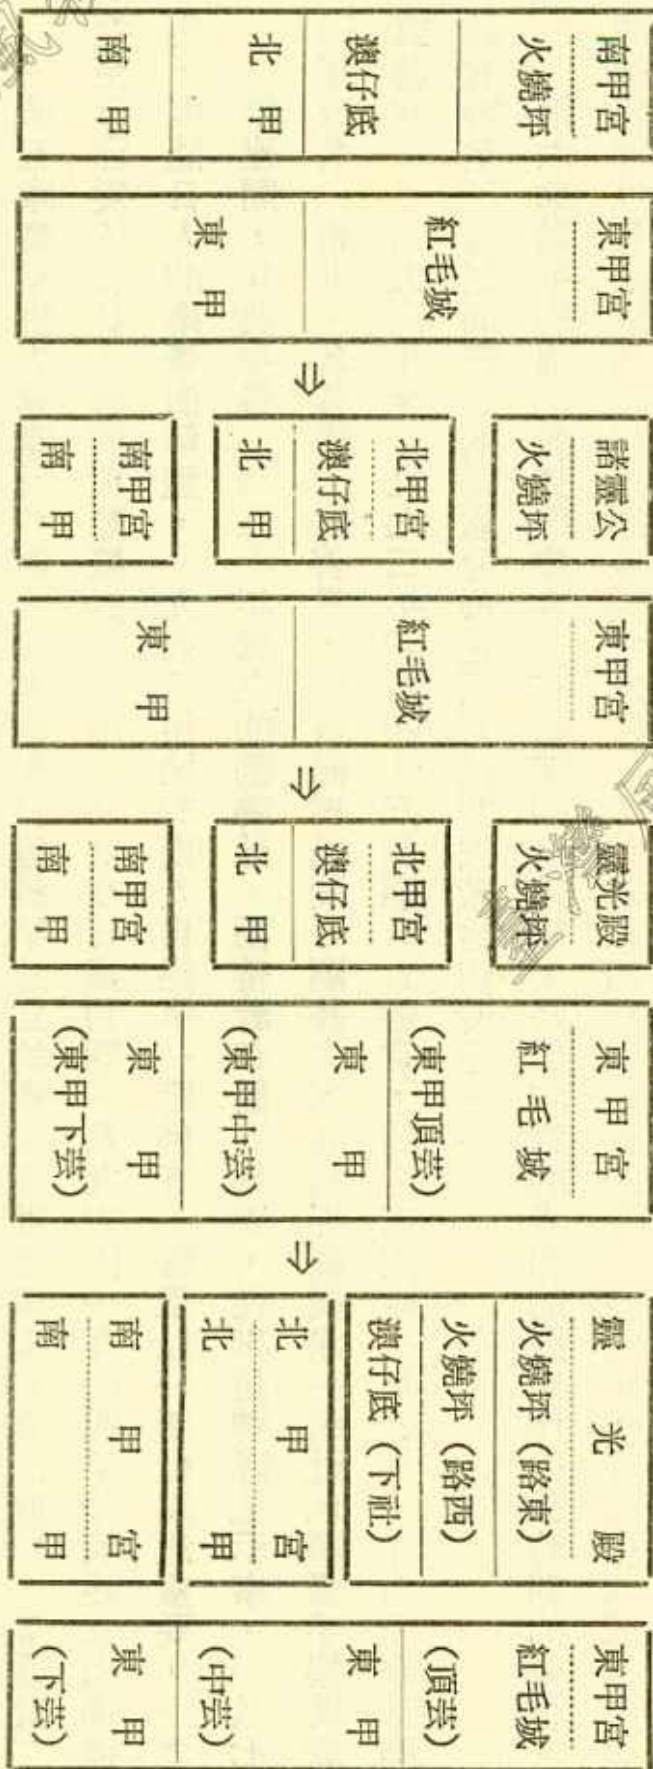 南甲宮
火燒坪
澳仔底
北甲
南甲
東甲宮
紅毛城
東甲
⇒
諸靈公
火燒坪
北甲宮
澳仔底
北甲
南甲宮
南甲
東甲宮
紅毛城
東甲
⇒
靈光殿
火燒坪
北甲宮
澳仔底
北甲
南甲宮
南甲
東甲宮
紅毛城
(東甲頂芸)
東甲
(東甲中芸)
東甲
(東甲下芸)
⇒
靈光殿
火燒坪(路東)
火燒坪(路西)
澳仔底(下社)
北甲宮
北甲
南甲宮
南甲
東甲宮
紅毛城
(頂芸)
東甲
(中芸)
東甲
(下芸)